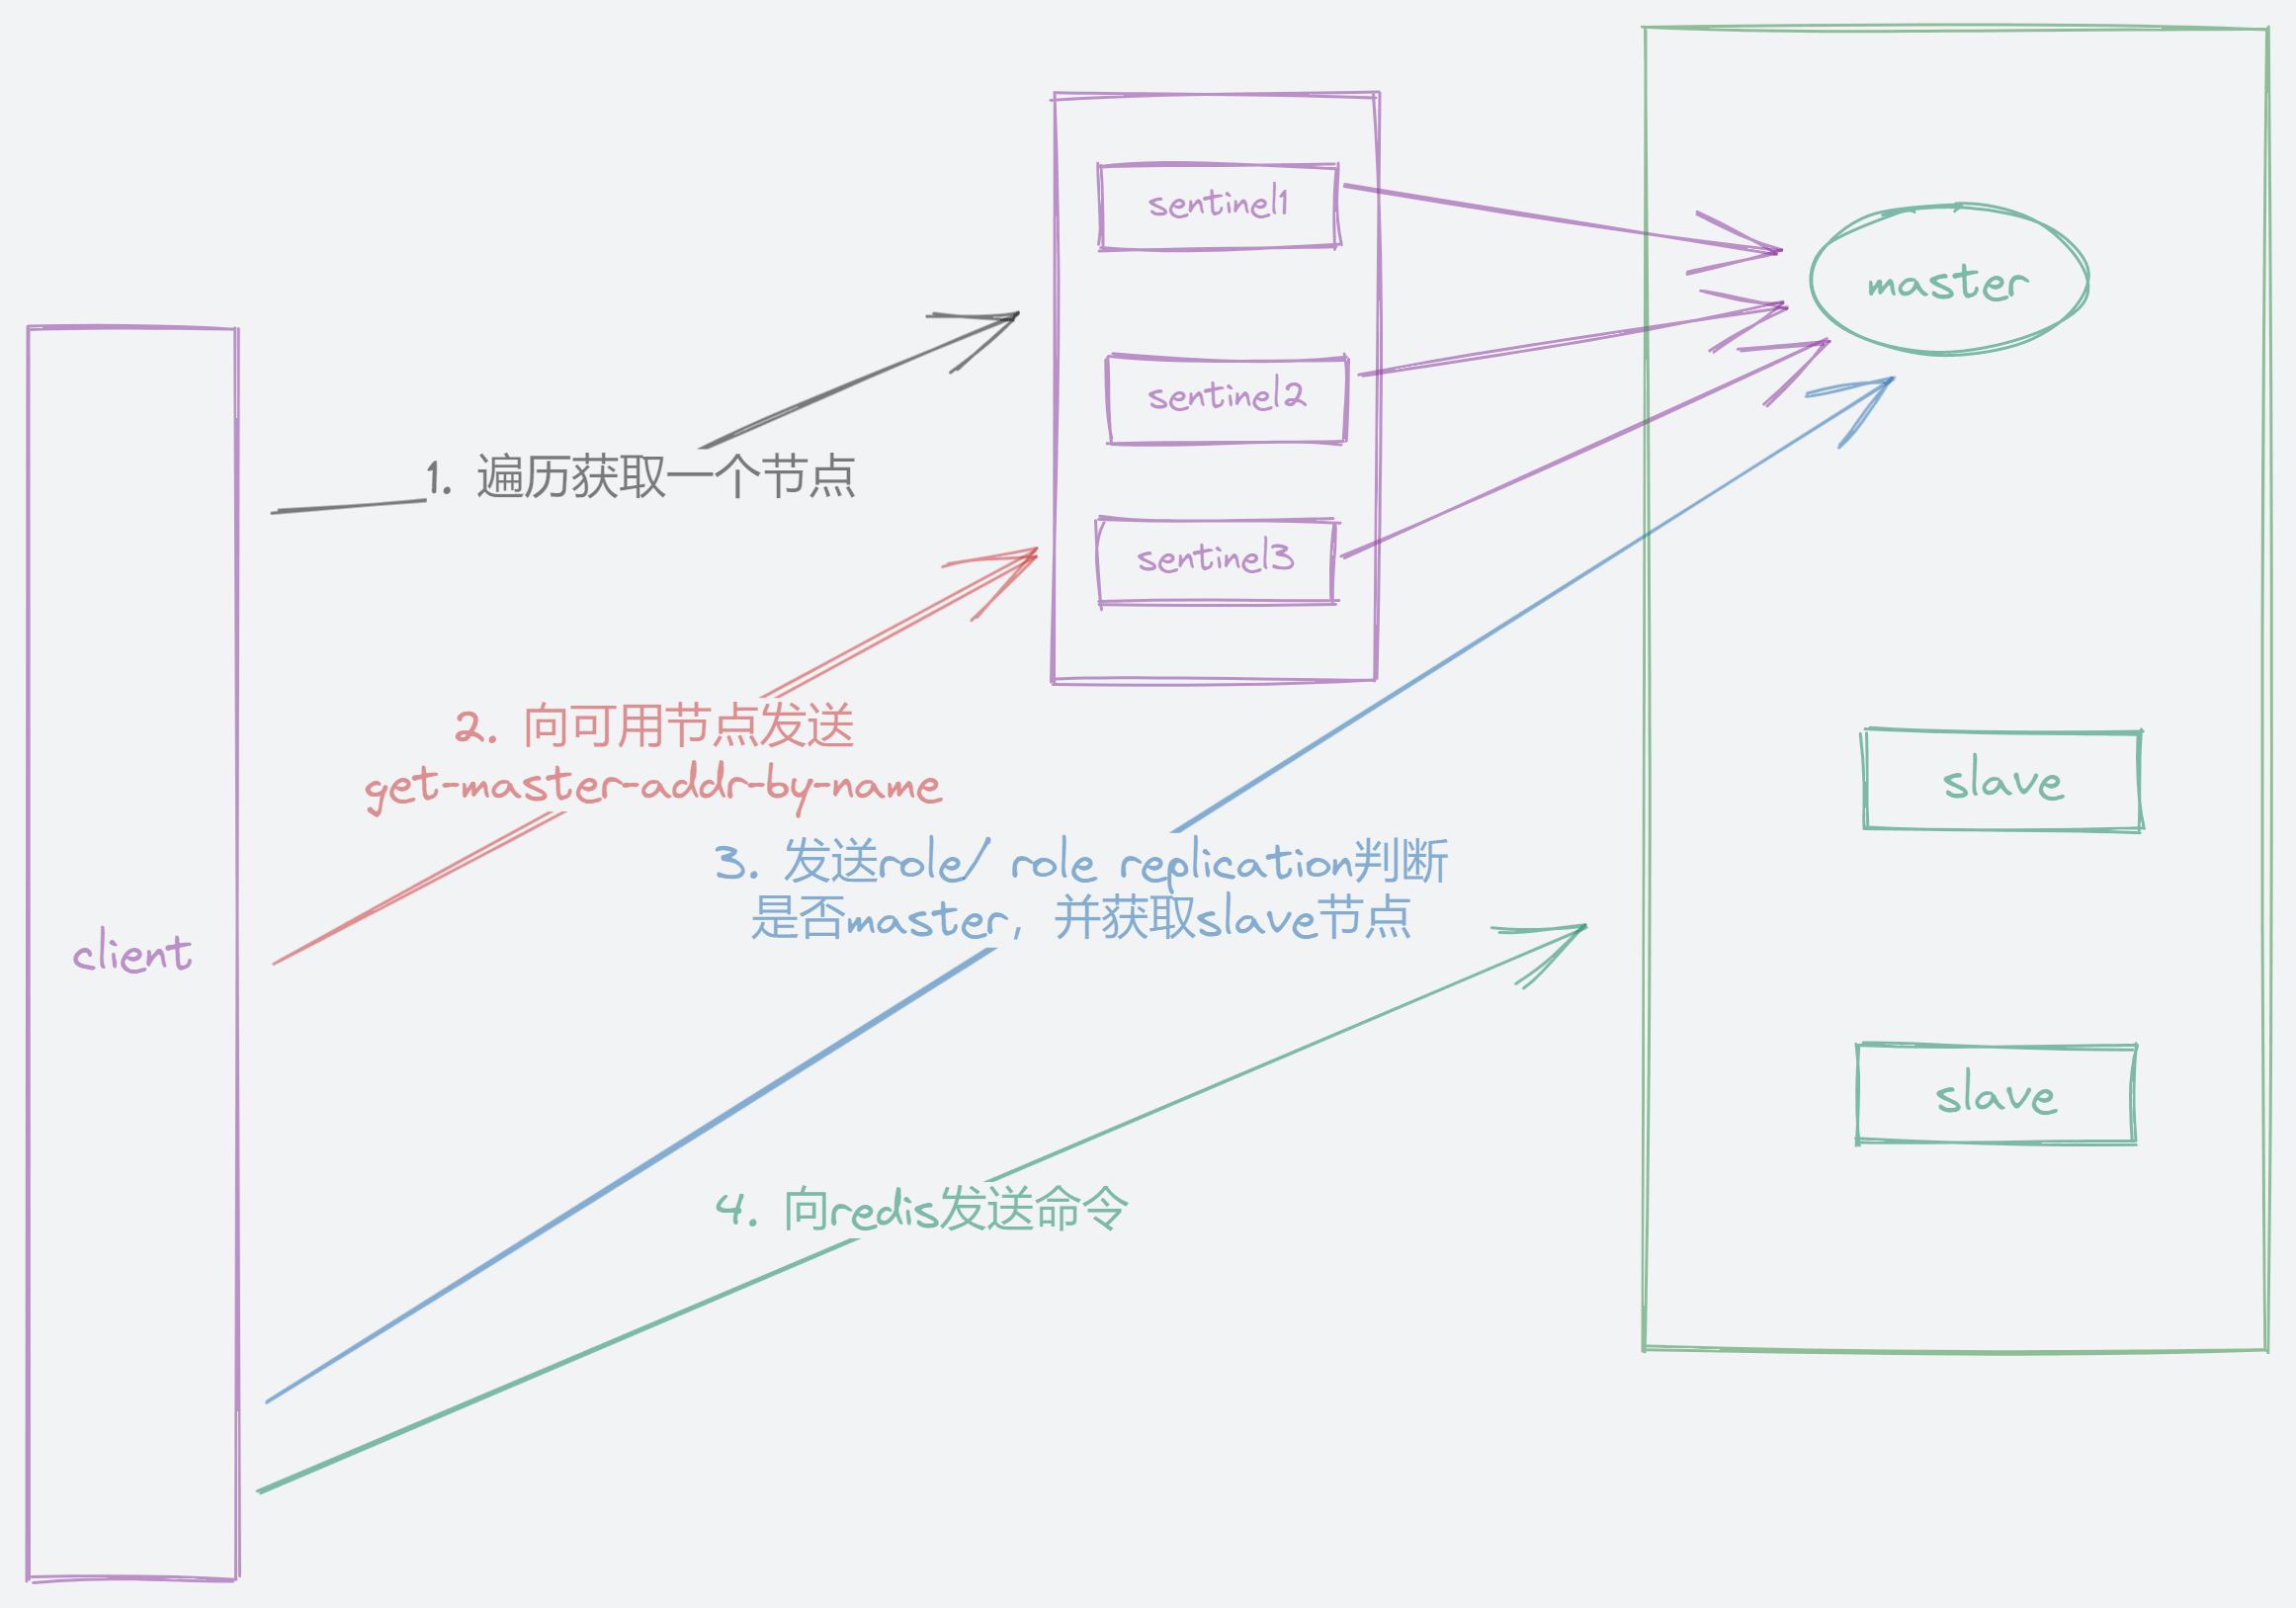 sentinel1
master
sentinel2
1. 遍历获取一个节点
sentinel3
2. 向可用节点发送
get-master-addr-by-name
slave
3. 发送role/ role replication判断
是否master, 并获取slave节点
client
slave
4. 向redis发送命令